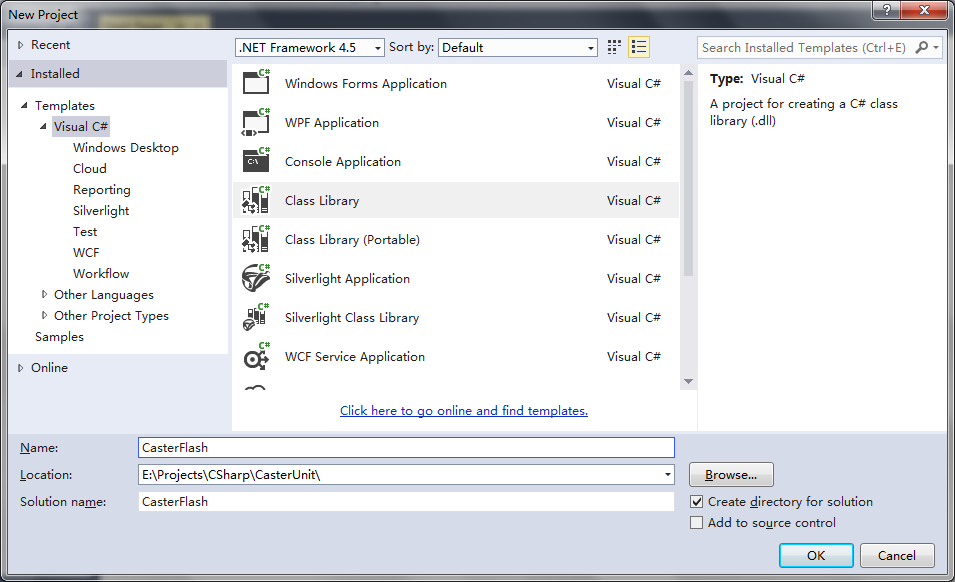 New Project
Recent
.NET Framework 4.5 Sort by: Default
Search Installed Templates (Ctrl+E)
Installed
Templates
Visual C#
Windows Desktop
Cloud
Reporting
Silverlight
Test
WCF
Workflow
Other Languages
Other Project Types
Samples
Online
C# Windows Forms Application Visual C#
C# WPF Application Visual C#
C# C:\ Console Application Visual C#
C# Class Library Visual C#
C# Class Library (Portable) Visual C#
C# Silverlight Application Visual C#
C# Silverlight Class Library Visual C#
C# WCF Service Application Visual C#
Click here to go online and find templates.
Type: Visual C#
A project for creating a C# class
library (.dll)
Name: CasterFlash
Location: E:\Projects\CSharp\CasterUnit\ Browse...
Solution name: CasterFlash
Create directory for solution
Add to source control
OK Cancel